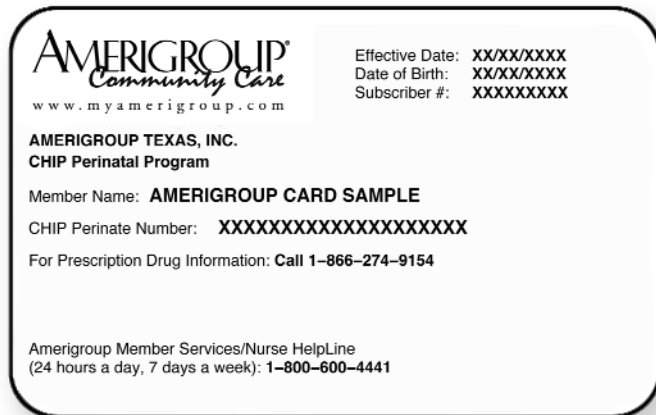 AMERIGROUP®
Community Care
www.myamerigroup.com
Effective Date: XX/XX/XXXX
Date of Birth: XX/XX/XXXX
Subscriber #: XXXXXXXXX
AMERIGROUP TEXAS, INC.
CHIP Perinatal Program
Member Name: AMERIGROUP CARD SAMPLE
CHIP Perinate Number: XXXXXXXXXXXXXXXXXXXX
For Prescription Drug Information: Call 1–866–274–9154
Amerigroup Member Services/Nurse HelpLine
(24 hours a day, 7 days a week): 1–800–600–4441